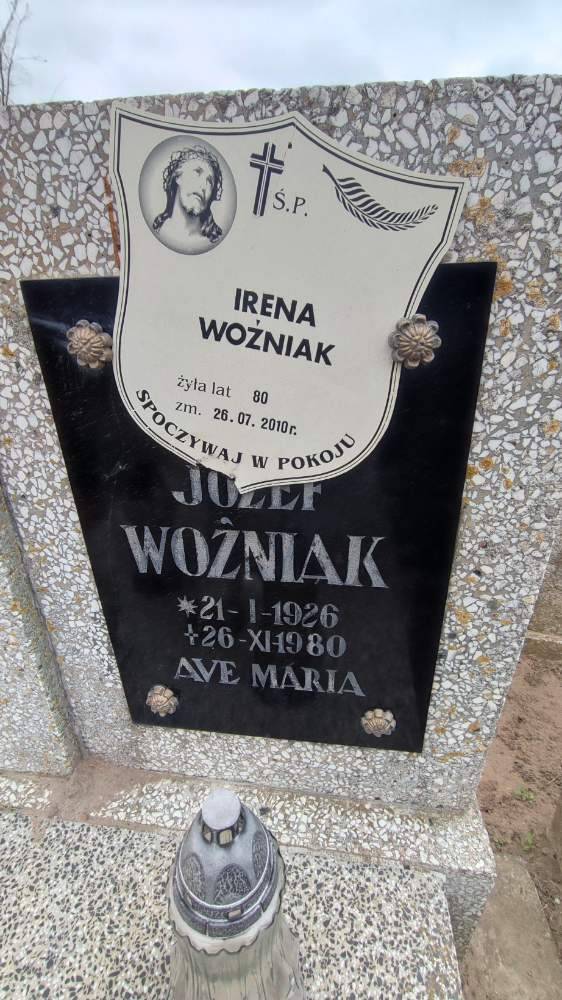 Ś.P.
IRENA
WOŹNIAK
żyła lat 80
zm. 26.07.2010r.
SPOCZYWAJ W POKOJU
JÓZEF
WOŹNIAK
*21-I-1926
+26-XI-1980
AVE MARIA